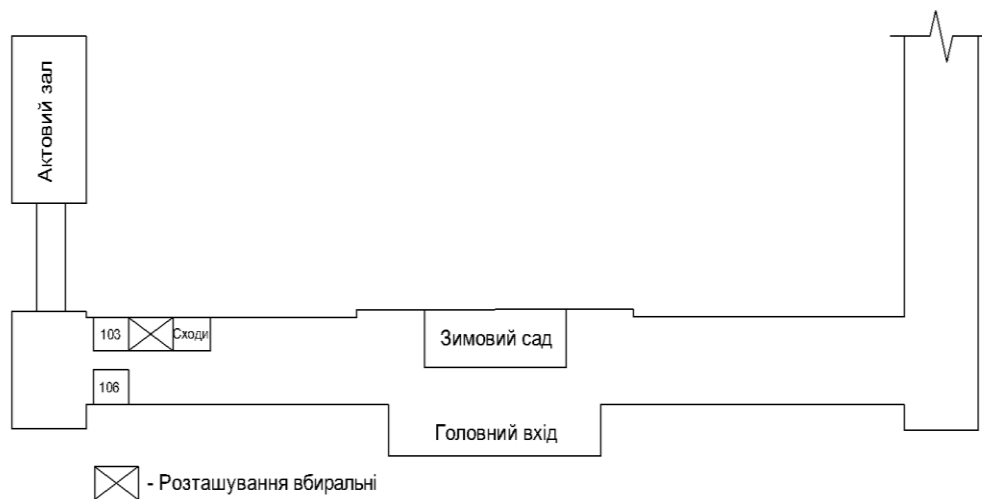 Актовий зал
103
Сходи
Зимовий сад
106
Головний вхід
- Розташування вбиральні